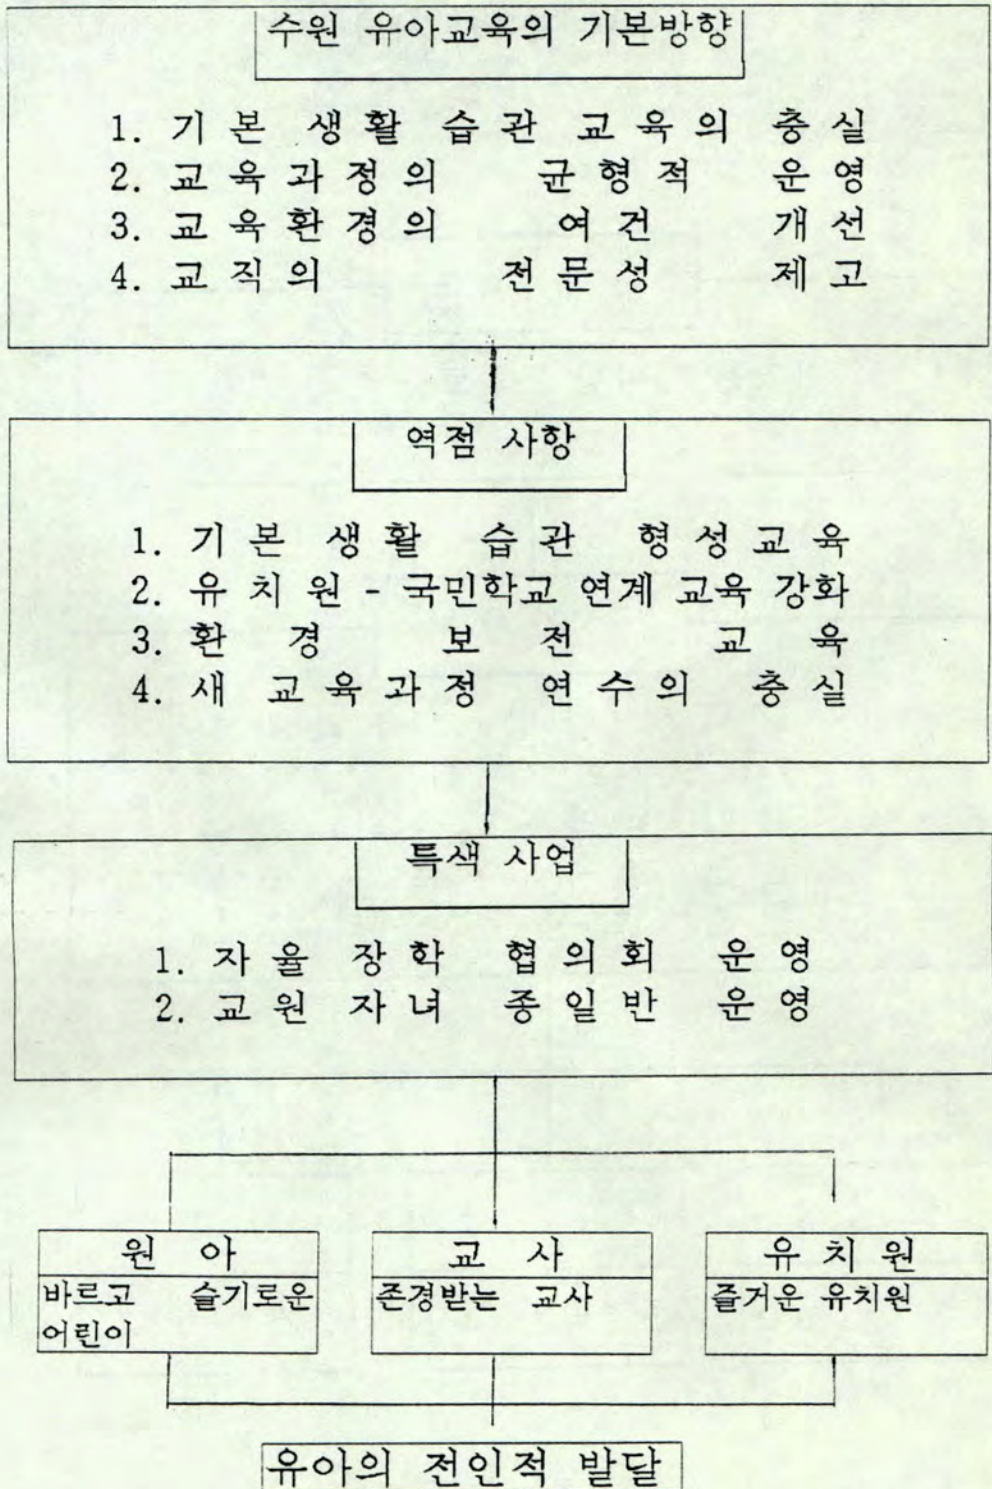 수원 유아교육의 기본방향
1. 기본 생활 습관 교육의 충실
2. 교육과정의 균형적 운영
3. 교육환경의 여건 개선
4. 교직의 전문성 제고
역점 사항
1. 기본 생활 습관 형성교육
2. 유치원 - 국민학교 연계 교육 강화
3. 환경 보전 교육
4. 새 교육과정 연수의 충실
특색 사업
1. 자율 장학 협의회 운영
2. 교원 자녀 종일반 운영
원아
바르고 슬기로운
어린이
교사
존경받는 교사
유치원
즐거운 유치원
유아의 전인적 발달